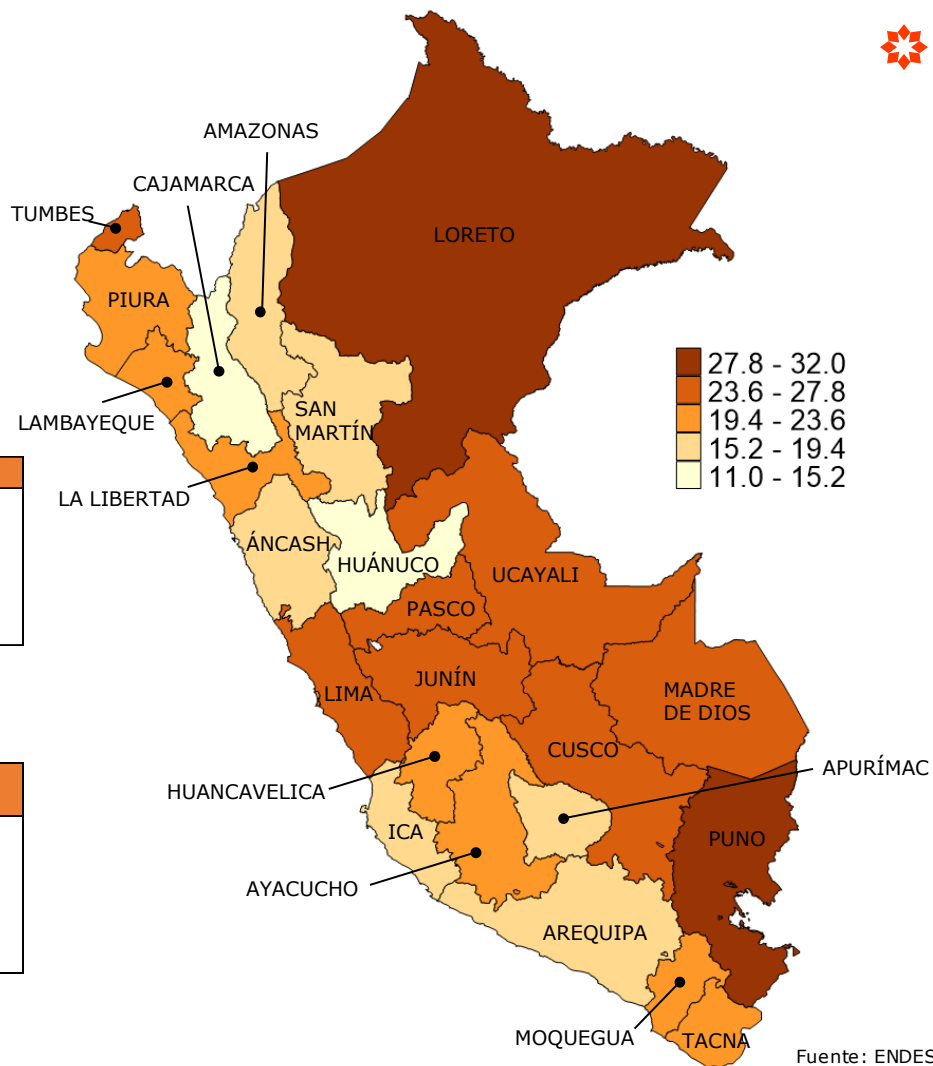 AMAZONAS
CAJAMARCA
TUMBES
LORETO
PIURA
27.8 - 32.0
23.6 - 27.8
19.4 - 23.6
15.2 - 19.4
11.0 - 15.2
LAMBAYEQUE
SAN
MARTÍN
LA LIBERTAD
ÁNCASH
HUÁNUCO
UCAYALI
PASCO
JUNÍN
LIMA
MADRE
DE DIOS
CUSCO
APURÍMAC
HUANCAVELICA
ICA
PUNO
AYACUCHO
AREQUIPA
MOQUEGUA
TACNA
Fuente: ENDES